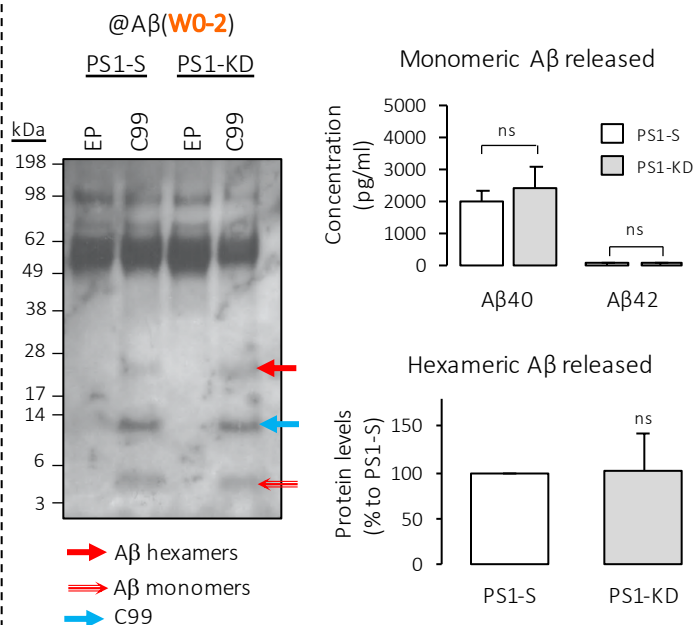 @Aβ(W0-2)
PS1-S PS1-KD
kDa EP C99 EP C99
198
98
62
49
38
28
17
14
6
3
Aβ hexamers
Aβ monomers
C99
Monomeric Aβ released
Concentration
(pg/ml)
5000
4000
3000
2000
1000
0
ns
ns
PS1-S
PS1-KD
Aβ40 Aβ42
Hexameric Aβ released
Protein levels
(% to PS1-S)
150
100
50
0
ns
PS1-S PS1-KD